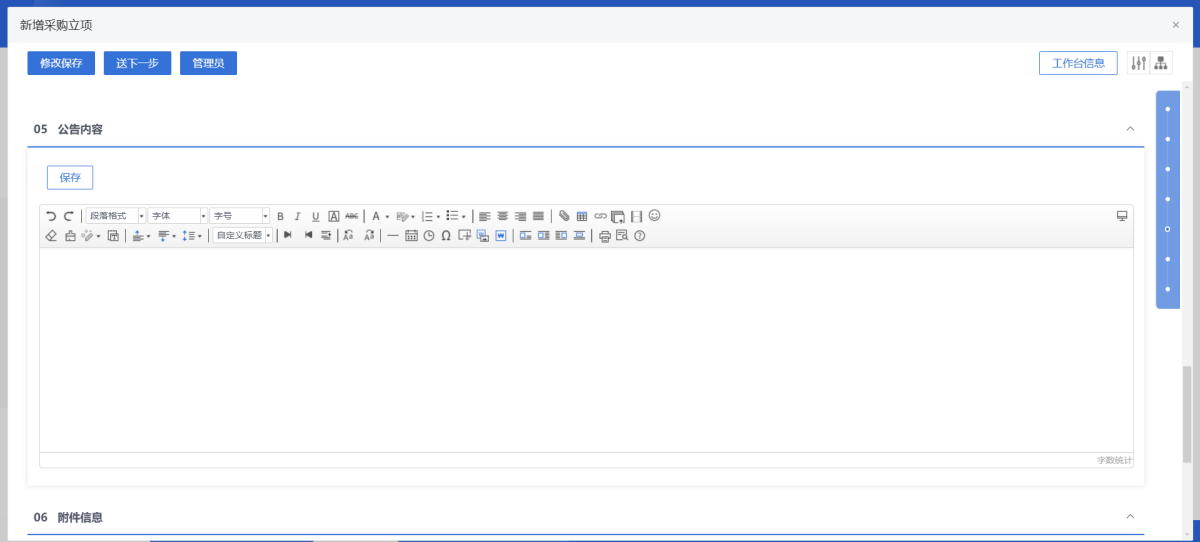 新增采购立项
×
修改保存 送下一步 管理员 工作台信息
05 公告内容
保存
段落格式 字体 字号 B I U A ABC A
自定义标题
字数统计
06 附件信息